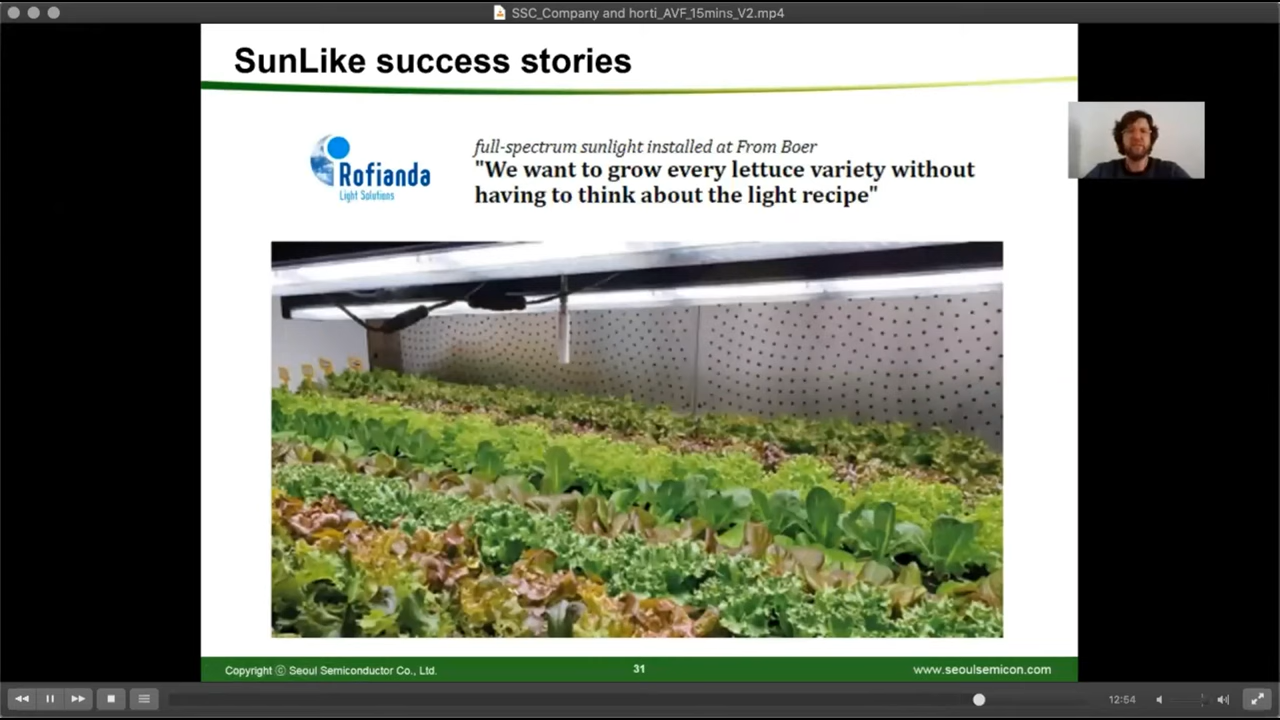 SSC_Company and horti_AVF_15mins_V2.mp4
SunLike success stories
Rofianda
Light Solutions
full-spectrum sunlight installed at From Boer
"We want to grow every lettuce variety without
having to think about the light recipe"
Copyright ⓒ Seoul Semiconductor Co., Ltd.
31
www.seoulsemicon.com
12:54